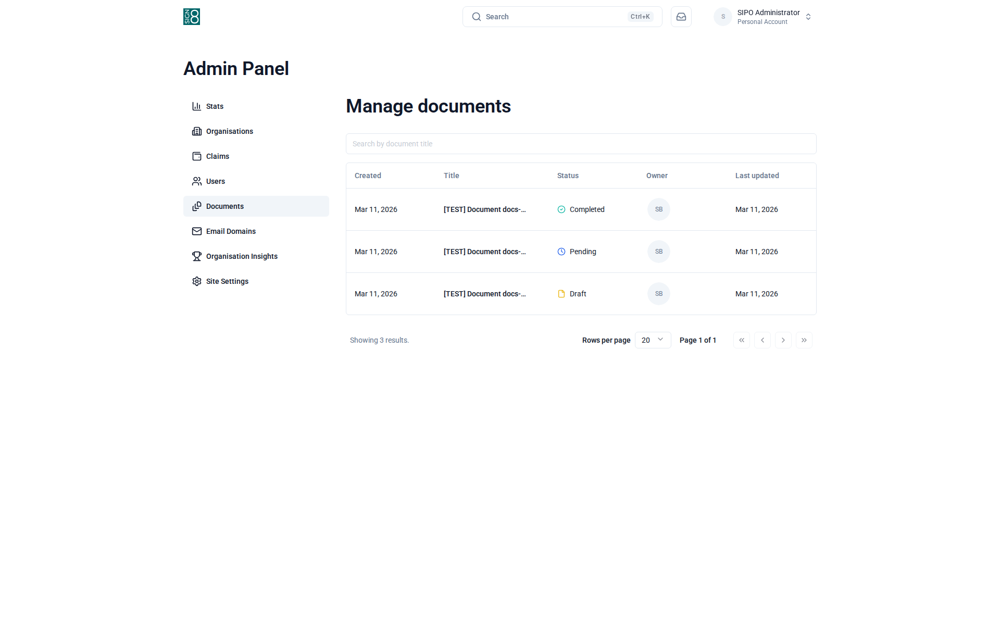 SIGN
8
Search
Ctrl+K
S
SIPO Administrator
Personal Account
Admin Panel
Stats
Organisations
Claims
Users
Documents
Email Domains
Organisation Insights
Site Settings
Manage documents
Search by document title
Created Title Status Owner Last updated
Mar 11, 2026 [TEST] Document docs-... Completed SB Mar 11, 2026
Mar 11, 2026 [TEST] Document docs-... Pending SB Mar 11, 2026
Mar 11, 2026 [TEST] Document docs-... Draft SB Mar 11, 2026
Showing 3 results.
Rows per page 20 Page 1 of 1